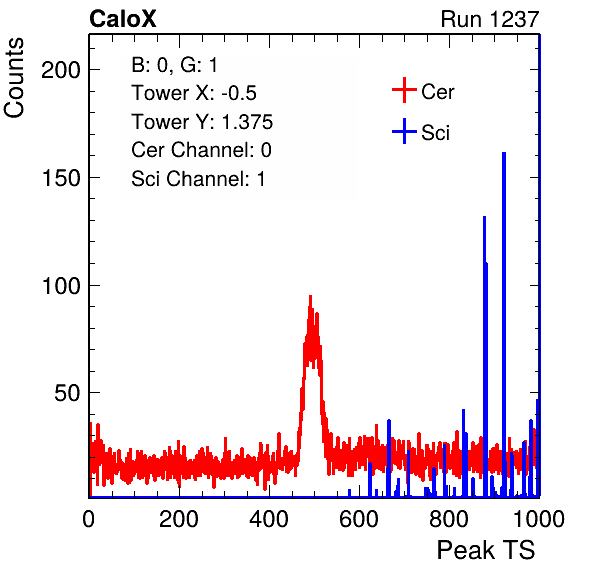 CaloX Run 1237
Counts
B: 0, G: 1
Tower X: -0.5
Tower Y: 1.375
Cer Channel: 0
Sci Channel: 1
Cer
Sci
200
150
100
50
0 200 400 600 800 1000
Peak TS